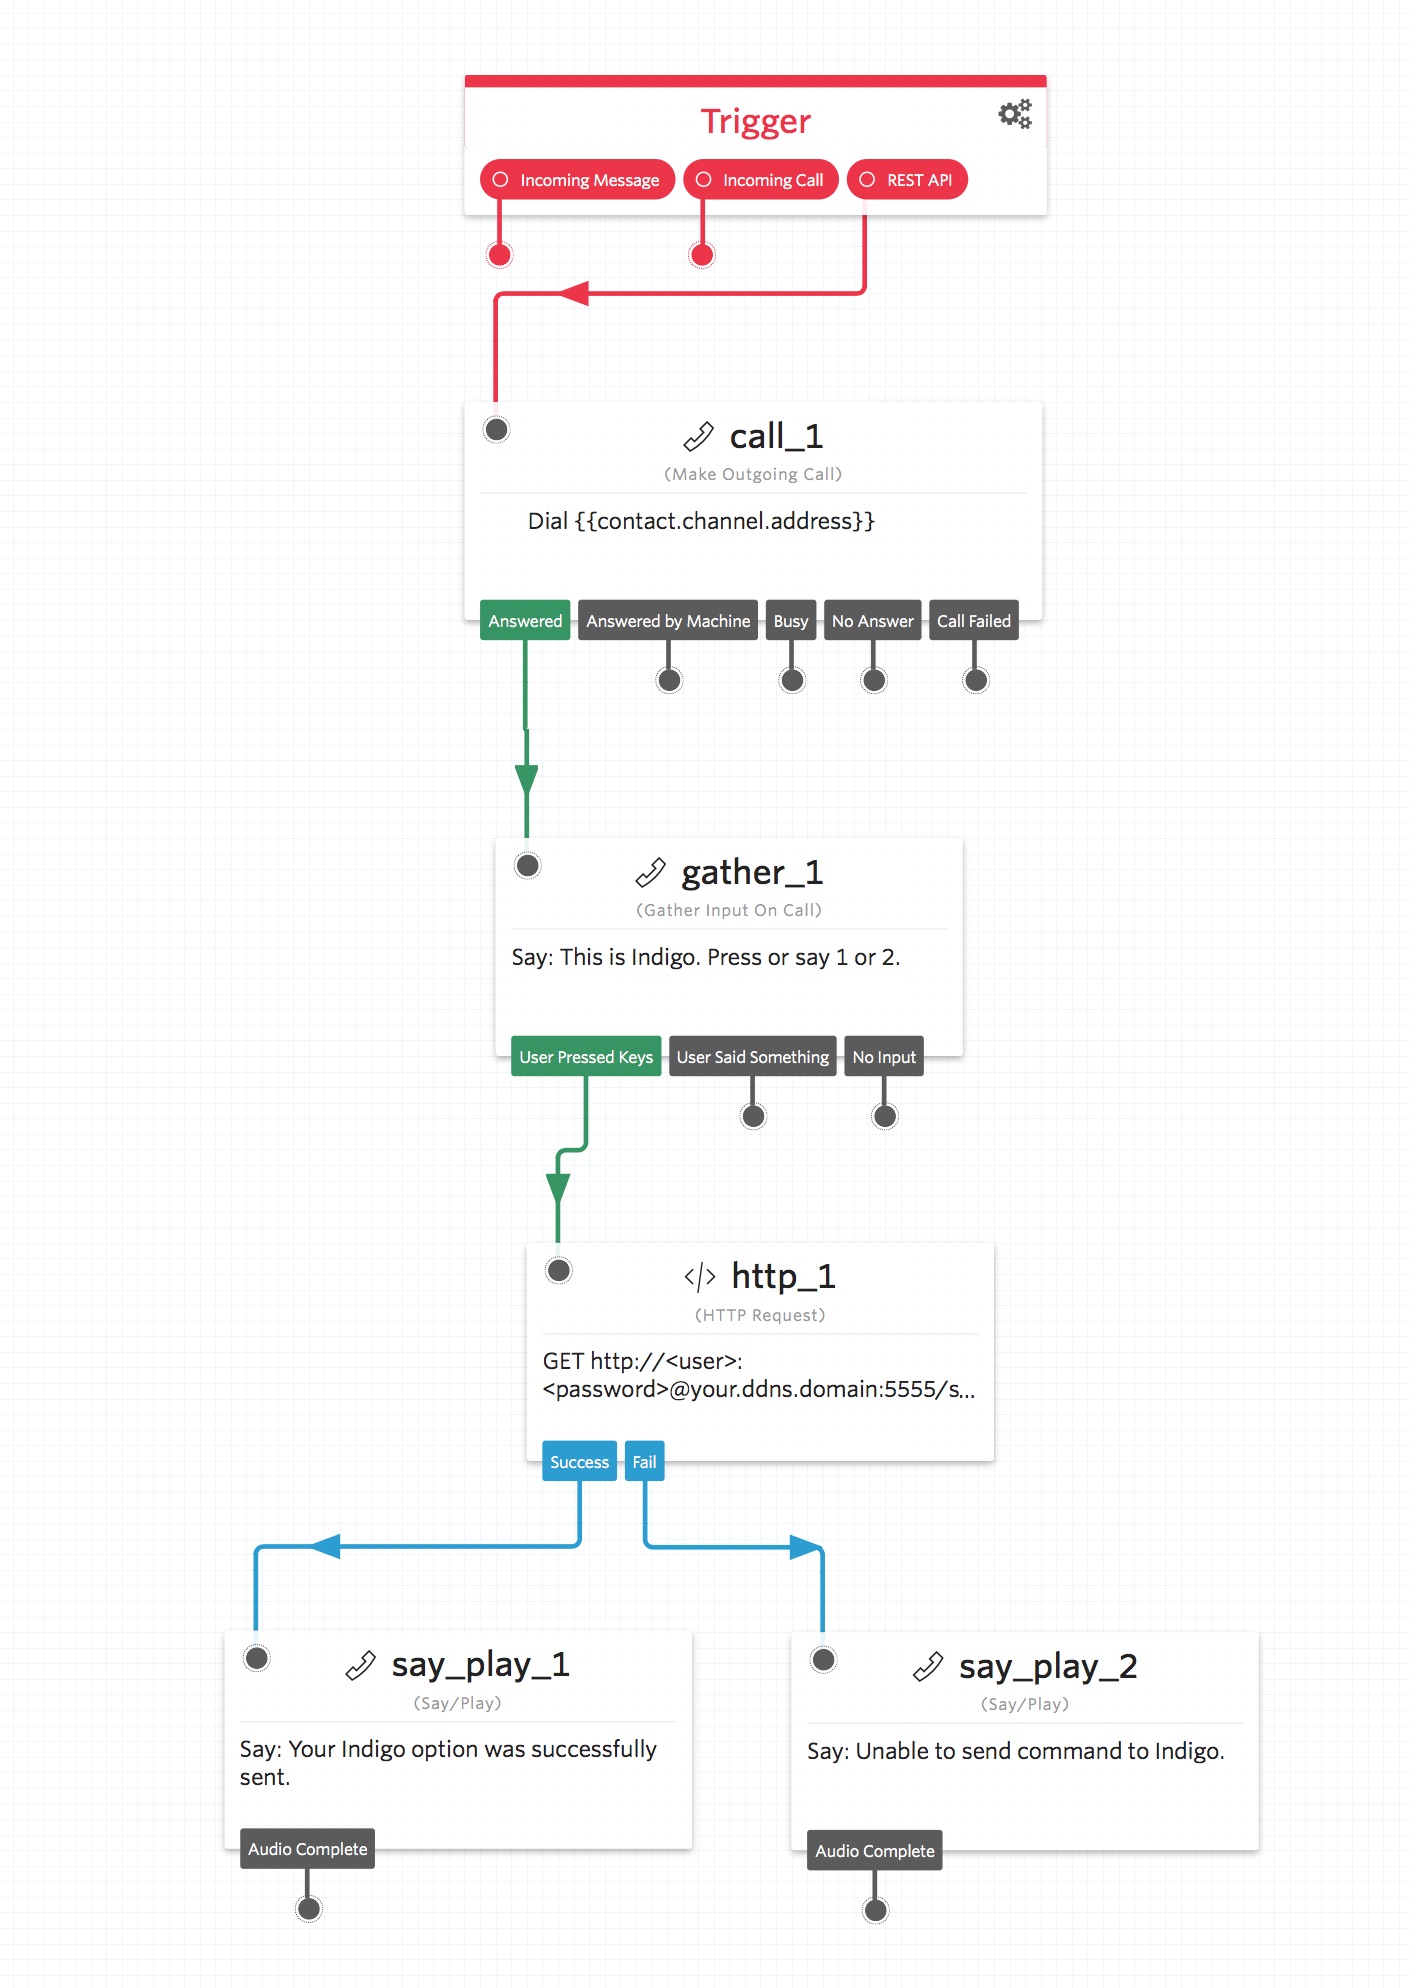 Trigger
Incoming Message Incoming Call REST API
call_1
(Make Outgoing Call)
Dial {{contact.channel.address}}
Answered Answered by Machine Busy No Answer Call Failed
gather_1
(Gather Input On Call)
Say: This is Indigo. Press or say 1 or 2.
User Pressed Keys User Said Something No Input
</> http_1
(HTTP Request)
GET http://<user>:
<password>@your.ddns.domain:5555/s...
Success Fail
say_play_1
(Say/Play)
Say: Your Indigo option was successfully
sent.
Audio Complete
say_play_2
(Say/Play)
Say: Unable to send command to Indigo.
Audio Complete